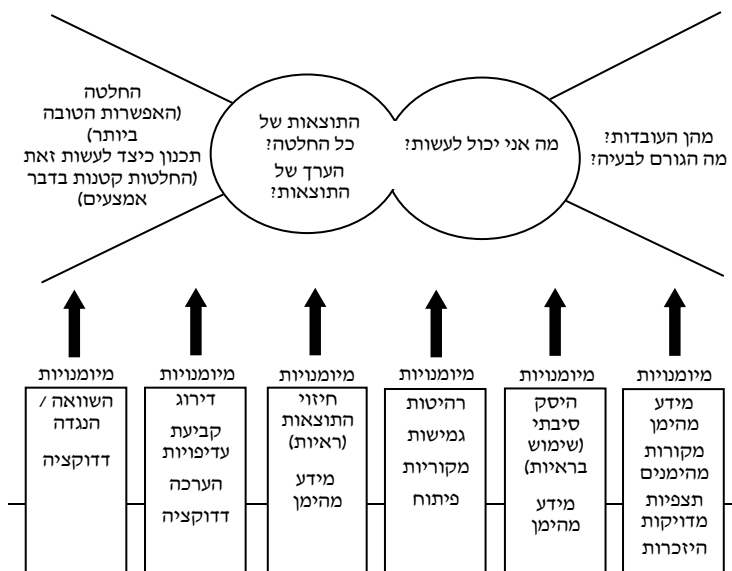 מהן העובדות?
מה הגורם לבעיה?
מה אני יכול לעשות?
התוצאות של
כל החלטה?
הערך של
התוצאות?
החלטה
(האפשרות הטובה
ביותר)
תכנון כיצד לעשות זאת
(החלטות קטנות בדבר
אמצעים)
מיומנויות
מידע
מהימן
מקורות
מהימנים
תצפיות
מדויקות
היזכרות
מיומנויות
היסק
סיבתי
(שימוש
בראיות)
מידע
מהימן
מיומנויות
רהיטות
גמישות
מקוריות
פיתוח
מיומנויות
חיזוי
התוצאות
(ראיות)
מידע
מהימן
מיומנויות
דירוג
קביעת
עדיפויות
הערכה
דדוקציה
מיומנויות
השוואה /
הנגדה
דדוקציה